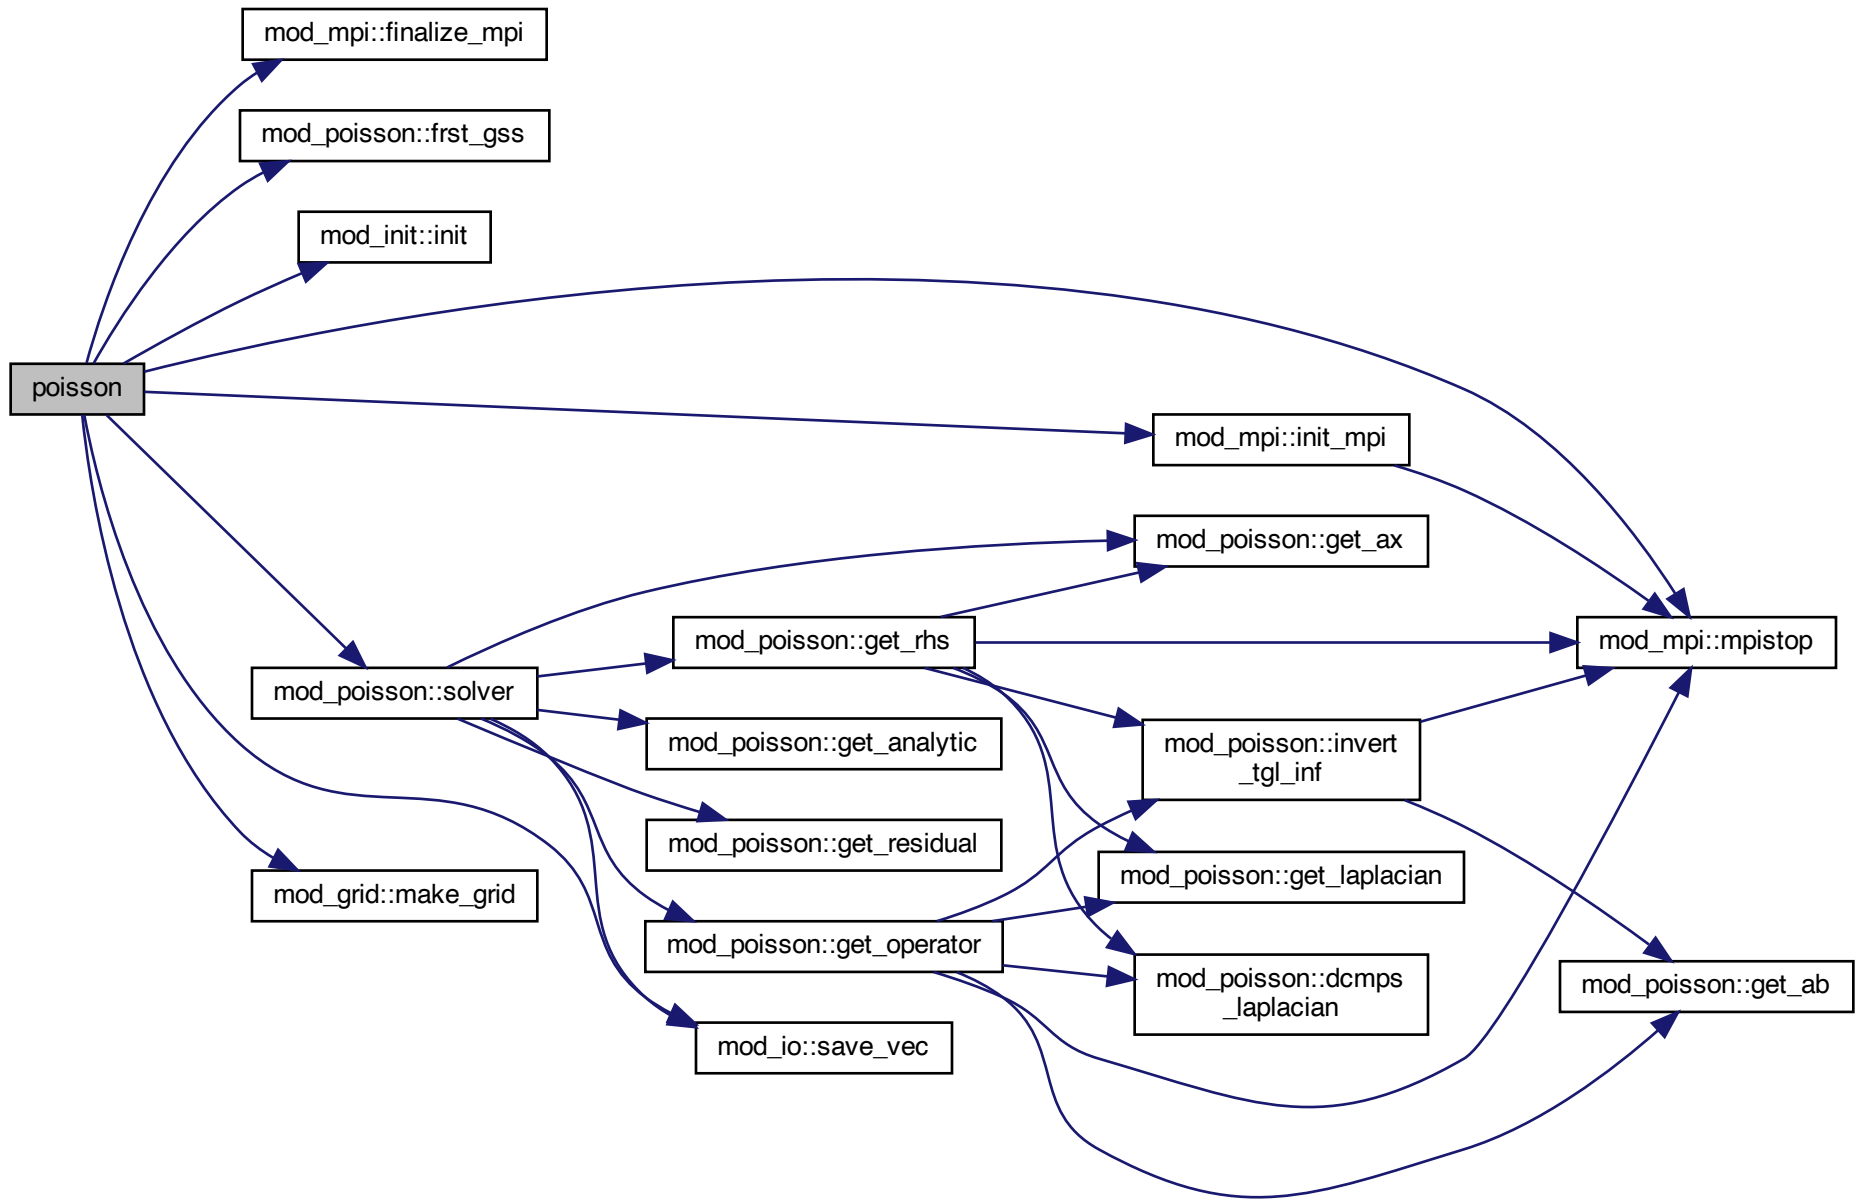 mod_mpi::finalize_mpi
mod_poisson::frst_gss
mod_init::init
poisson
mod_mpi::init_mpi
mod_poisson::get_ax
mod_poisson::get_rhs
mod_mpi::mpistop
mod_poisson::solver
mod_poisson::get_analytic
mod_poisson::invert
_tgl_inf
mod_poisson::get_residual
mod_poisson::get_laplacian
mod_grid::make_grid
mod_poisson::get_operator
mod_poisson::dcmps
_laplacian
mod_poisson::get_ab
mod_io::save_vec